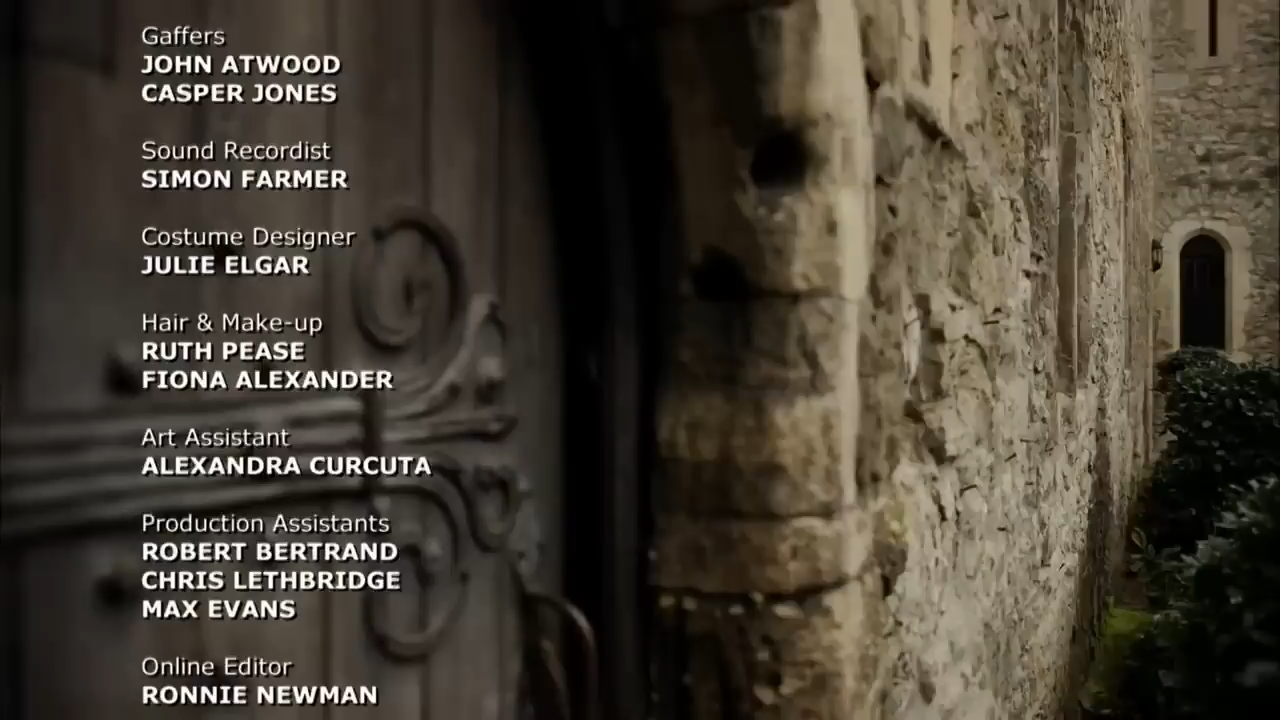 Gaffers
JOHN ATWOOD
CASPER JONES
Sound Recordist
SIMON FARMER
Costume Designer
JULIE ELGAR
Hair & Make-up
RUTH PEASE
FIONA ALEXANDER
Art Assistant
ALEXANDRA CURCUTA
Production Assistants
ROBERT BERTRAND
CHRIS LETHBRIDGE
MAX EVANS
Online Editor
RONNIE NEWMAN